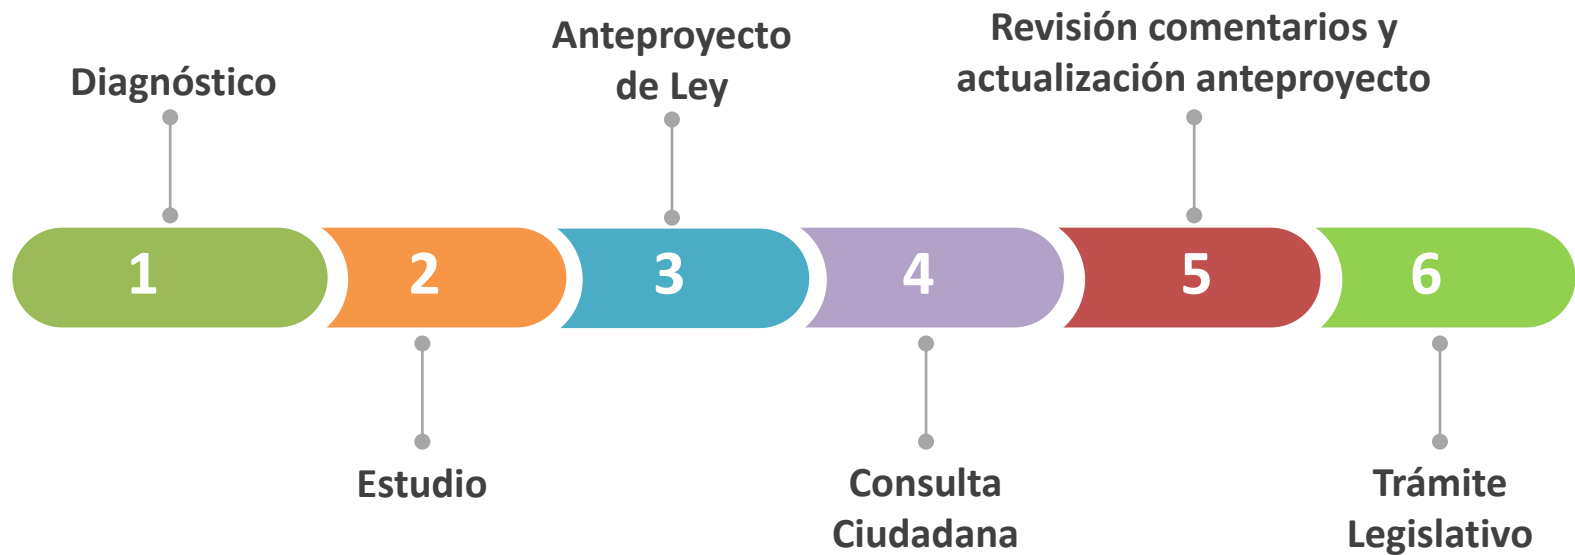 Diagnóstico
Anteproyecto
de Ley
Revisión comentarios y
actualización anteproyecto
1
2
3
4
5
6
Estudio
Consulta
Ciudadana
Trámite
Legislativo